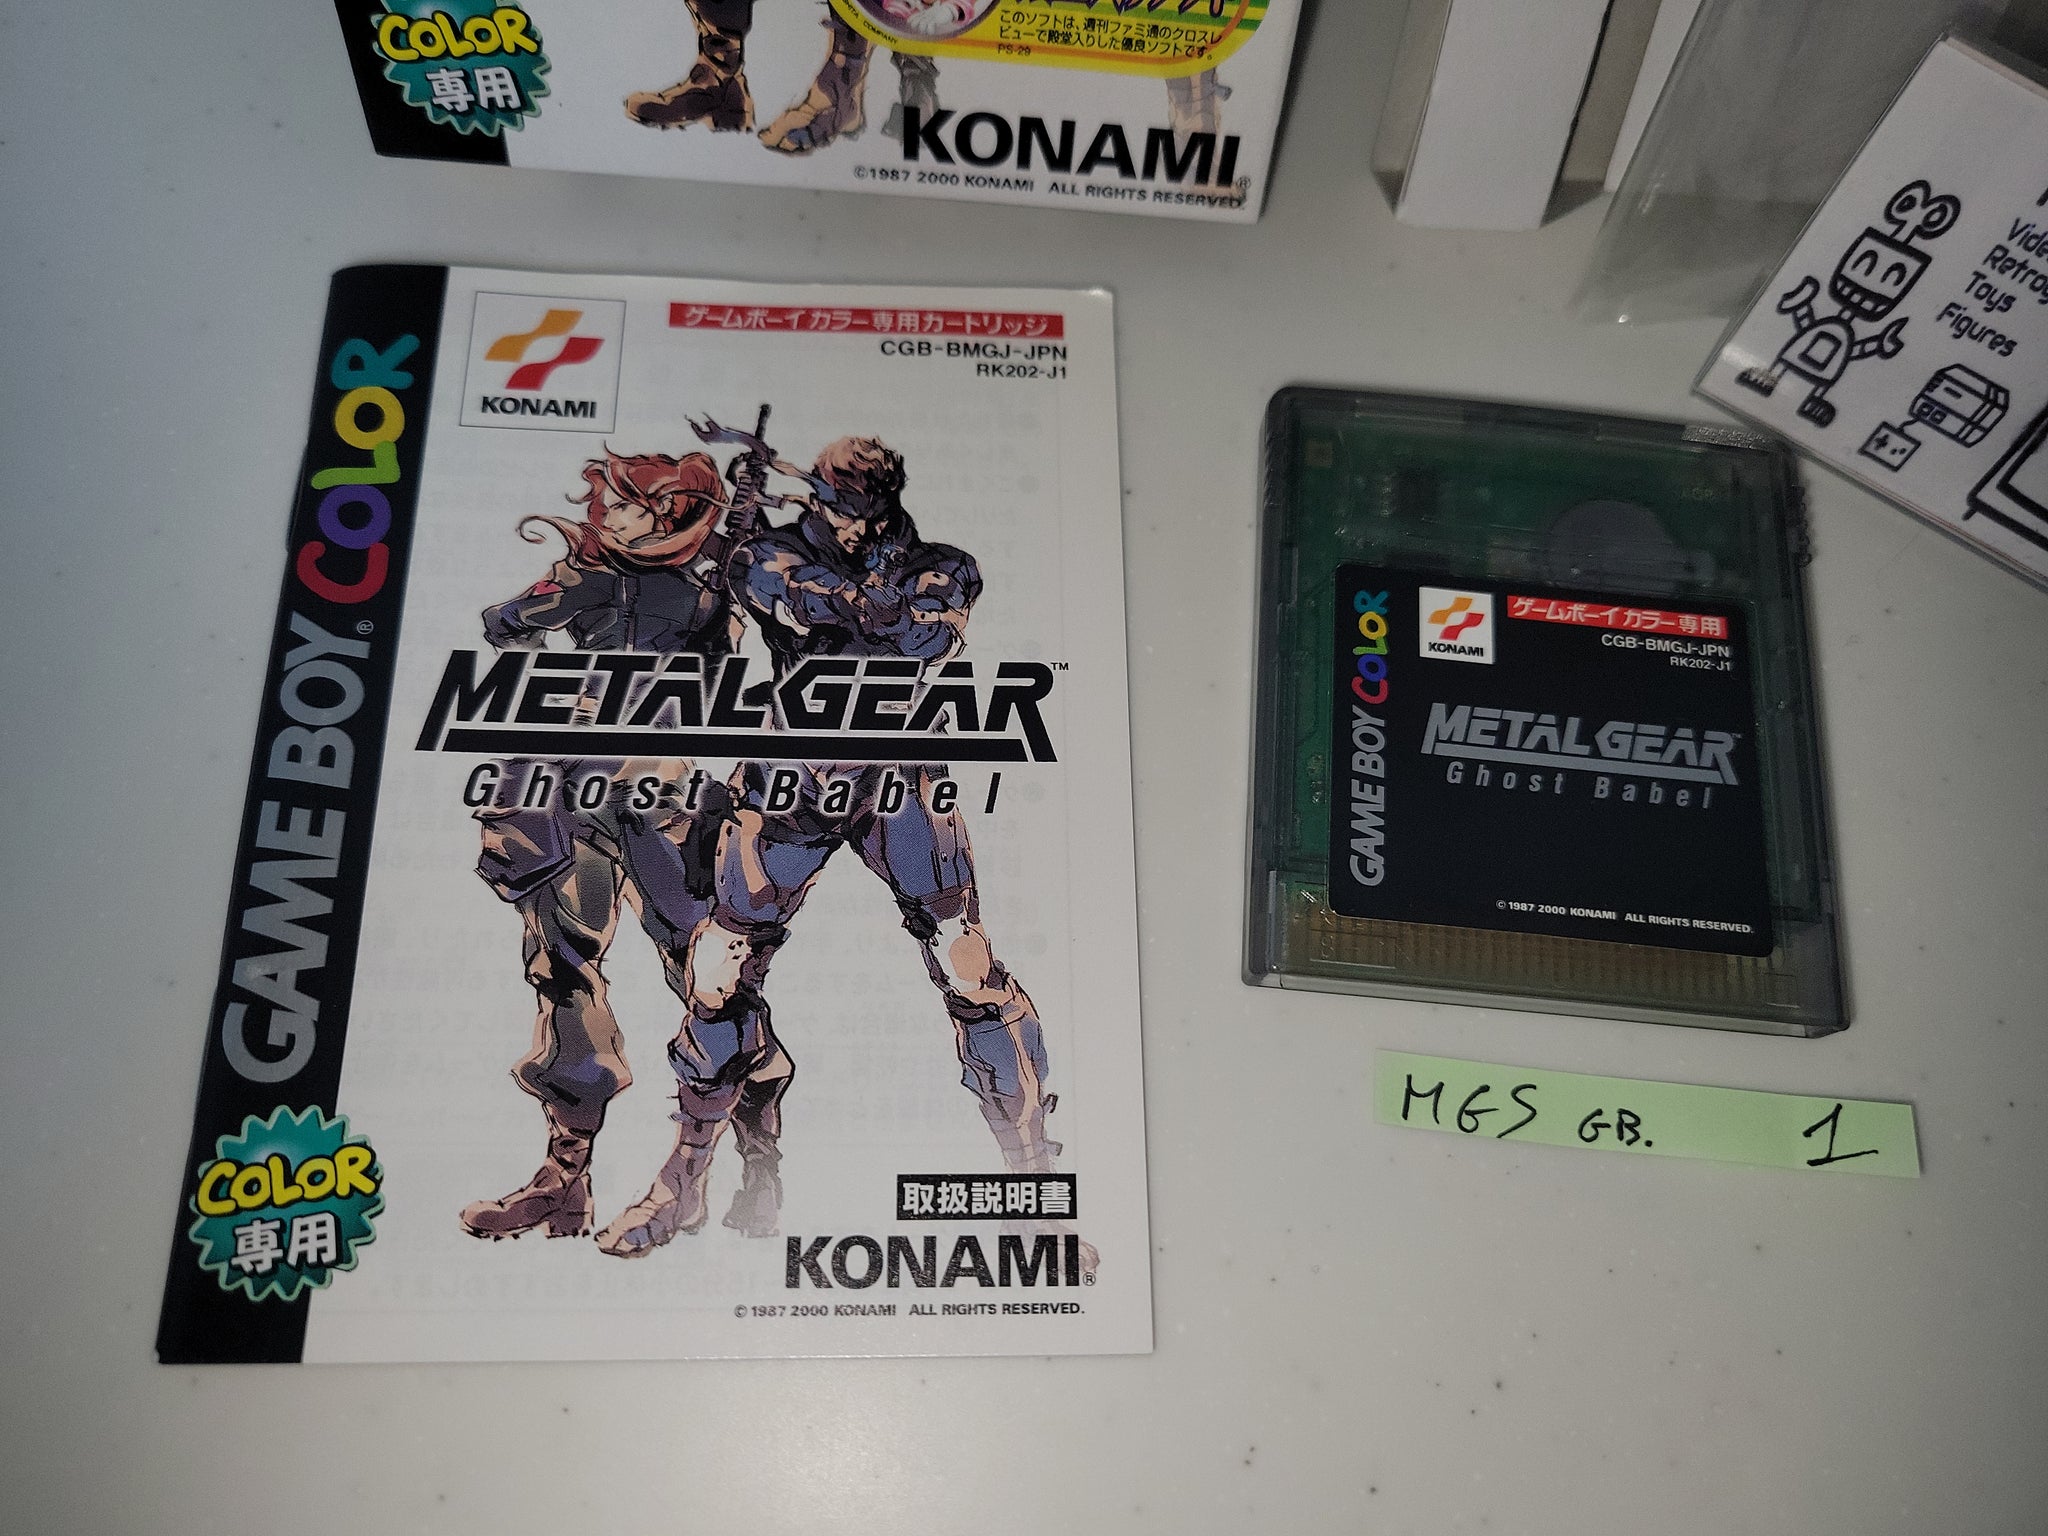 COLOR
専用
このソフトは、週刊ファミ通のクロスレ
ビューで殿堂入りした優良ソフトです。
PS-29
KONAMI®
©1987 2000 KONAMI ALL RIGHTS RESERVED.
GAME BOY® COLOR
KONAMI
ゲームボーイカラー専用カートリッジ
CGB-BMGJ-JPN
RK202-J1
METAL GEAR™
Ghost Babel
COLOR
専用
取扱説明書
KONAMI®
©1987 2000 KONAMI ALL RIGHTS RESERVED.
GAME BOY COLOR
KONAMI
ゲームボーイカラー専用
CGB-BMGJ-JPN
RK202-J1
METAL GEAR™
Ghost Babel
©1987 2000 KONAMI ALL RIGHTS RESERVED.
MGS GB. 1
Toys
Figures